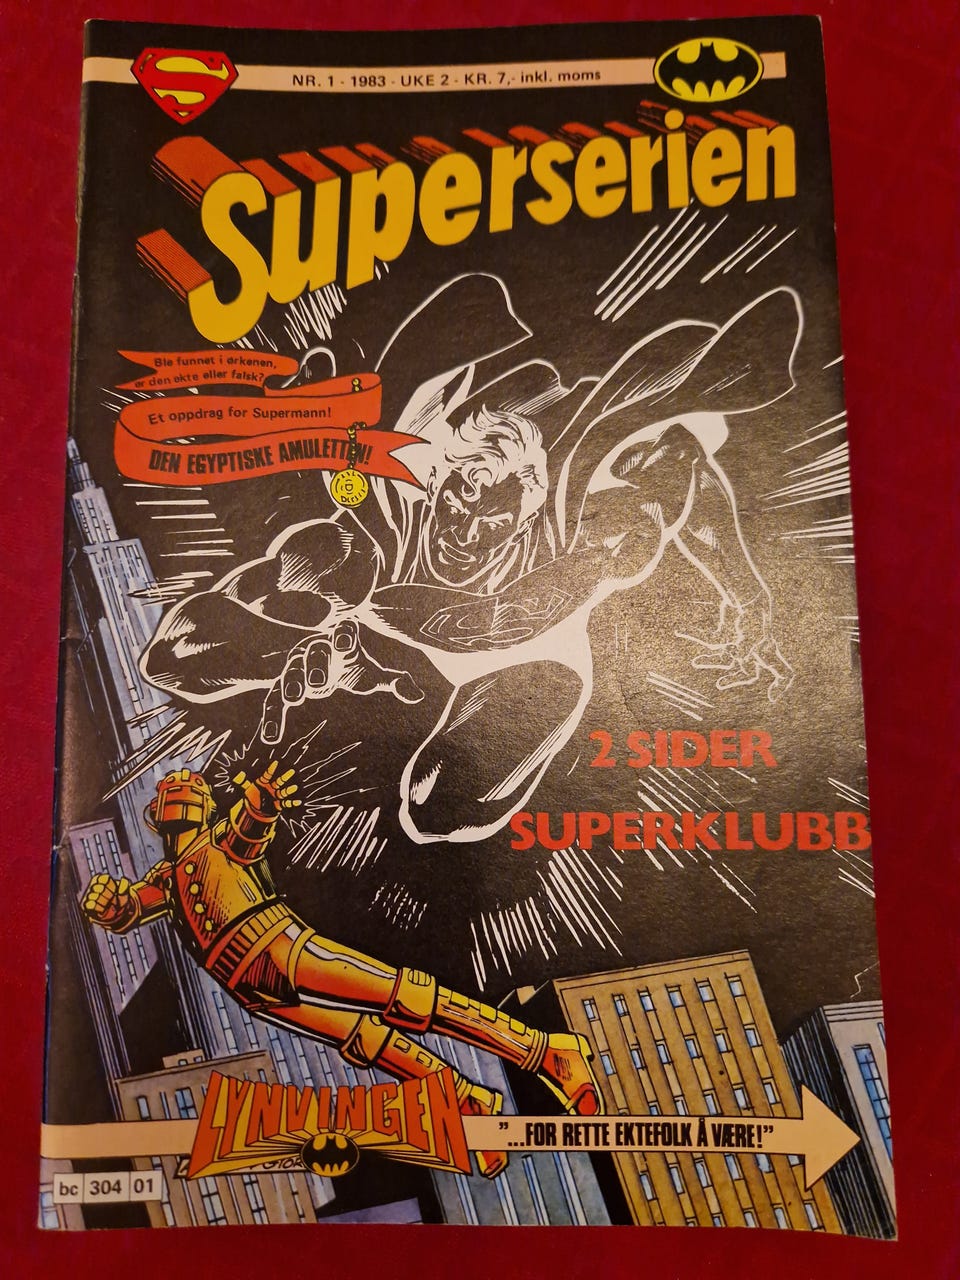 NR. 1 - 1983 - UKE 2 - KR. 7,- inkl. moms
Superserien
Ble funnet i ørkenen,
er den ekte eller falsk?
Et oppdrag for Supermann!
DEN EGYPTISKE AMULETTEN!
2 SIDER
SUPERKLUBB
LYNVINGEN
"...FOR RETTE EKTEFOLK Å VÆRE!"
bc 304 01